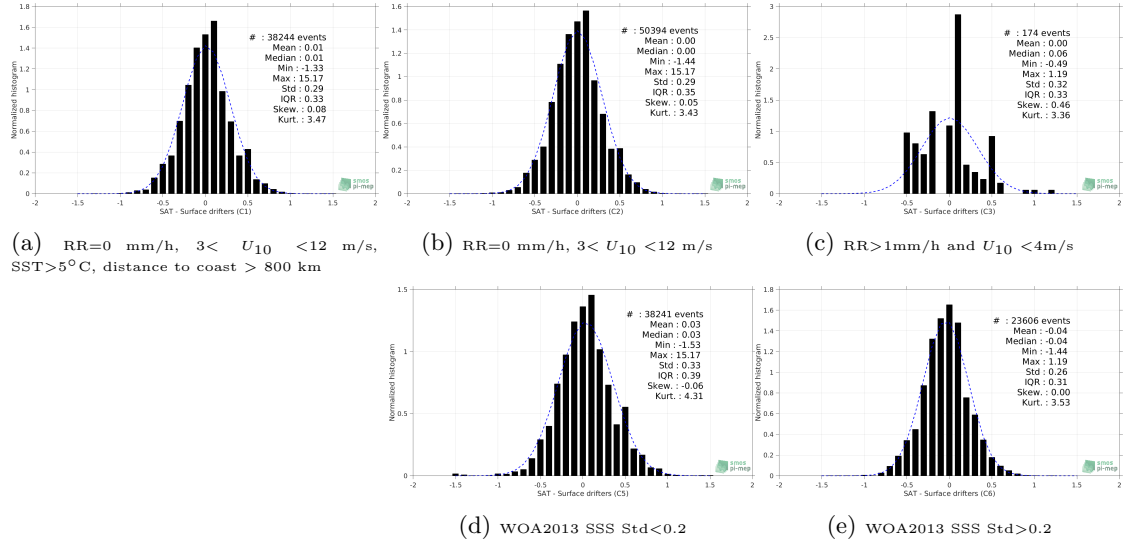 1.8
1.6
1.4
1.2
1
0.8
0.6
0.4
0.2
0
-2
-1.5
-1
-0.5
0
0.5
1
1.5
2
Normalized histogram
SAT - Surface drifters (C1)
# : 38244 events
Mean : 0.01
Median : 0.01
Min : -1.33
Max : 15.17
Std : 0.29
IQR : 0.33
Skew. : 0.08
Kurt. : 3.47
smos
pi-mep
(a) RR=0 mm/h, 3< U10 <12 m/s,
SST>5°C, distance to coast > 800 km
1.6
1.4
1.2
1
0.8
0.6
0.4
0.2
0
-2
-1.5
-1
-0.5
0
0.5
1
1.5
2
Normalized histogram
SAT - Surface drifters (C2)
# : 50394 events
Mean : 0.00
Median : 0.00
Min : -1.44
Max : 15.17
Std : 0.29
IQR : 0.35
Skew. : 0.05
Kurt. : 3.43
smos
pi-mep
(b) RR=0 mm/h, 3< U10 <12 m/s
3
2.5
2
1.5
1
0.5
0
-2
-1.5
-1
-0.5
0
0.5
1
1.5
2
Normalized histogram
SAT - Surface drifters (C3)
# : 174 events
Mean : 0.00
Median : 0.06
Min : -0.49
Max : 1.19
Std : 0.32
IQR : 0.33
Skew. : 0.46
Kurt. : 3.36
smos
pi-mep
(c) RR>1mm/h and U10 <4m/s
1.5
1
0.5
0
-2
-1.5
-1
-0.5
0
0.5
1
1.5
2
Normalized histogram
SAT - Surface drifters (C5)
# : 38241 events
Mean : 0.03
Median : 0.03
Min : -1.53
Max : 15.17
Std : 0.33
IQR : 0.39
Skew. : -0.06
Kurt. : 4.31
smos
pi-mep
(d) WOA2013 SSS Std<0.2
1.8
1.6
1.4
1.2
1
0.8
0.6
0.4
0.2
0
-2
-1.5
-1
-0.5
0
0.5
1
1.5
2
Normalized histogram
SAT - Surface drifters (C6)
# : 23606 events
Mean : -0.04
Median : -0.04
Min : -1.44
Max : 1.19
Std : 0.26
IQR : 0.31
Skew. : 0.00
Kurt. : 3.53
smos
pi-mep
(e) WOA2013 SSS Std>0.2